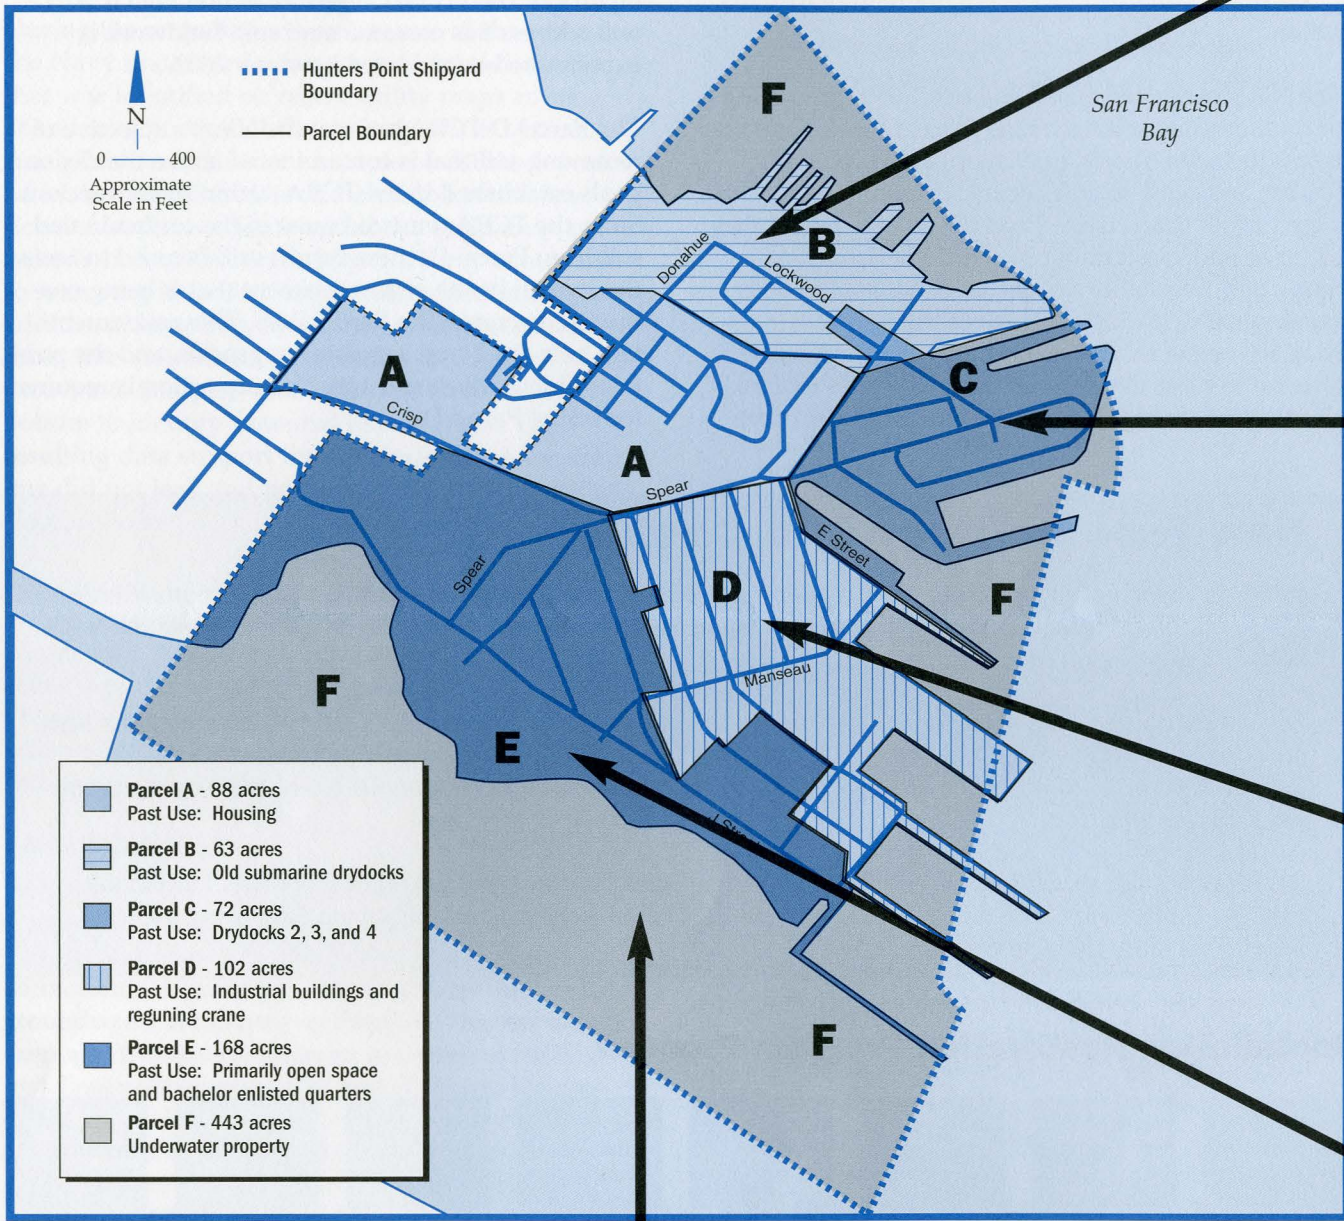 F
San Francisco
Bay
Hunters Point Shipyard
Boundary
Parcel Boundary
N
0 400
Approximate
Scale in Feet
Donahue
B
Lockwood
A
C
Crisp
A
Spear
E Street
Spear
D
F
Manseau
F
E
J Street
F
Parcel A - 88 acres
Past Use: Housing
Parcel B - 63 acres
Past Use: Old submarine drydocks
Parcel C - 72 acres
Past Use: Drydocks 2, 3, and 4
Parcel D - 102 acres
Past Use: Industrial buildings and
reguning crane
Parcel E - 168 acres
Past Use: Primarily open space
and bachelor enlisted quarters
Parcel F - 443 acres
Underwater property